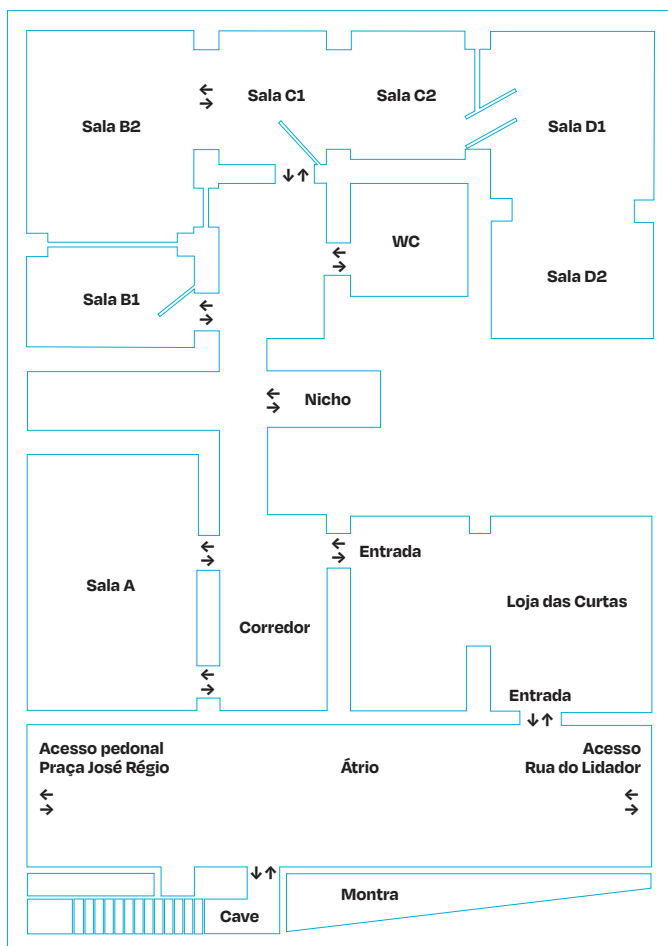 Sala B2
Sala C1
Sala C2
Sala D1
WC
Sala D2
Sala B1
Nicho
Entrada
Sala A
Loja das Curtas
Corredor
Entrada
Acesso pedonal
Praça José Régio
Átrio
Acesso
Rua do Lidador
Montra
Cave